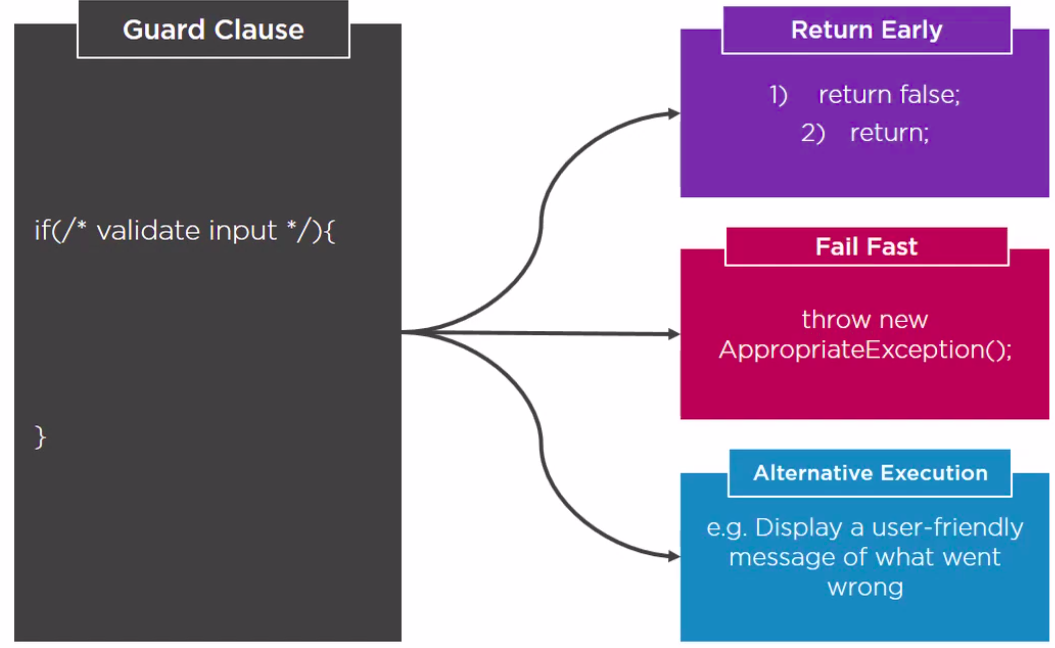 Guard Clause
if(/* validate input */){
}
Return Early
1) return false;
2) return;
Fail Fast
throw new
AppropriateException();
Alternative Execution
e.g. Display a user-friendly
message of what went
wrong